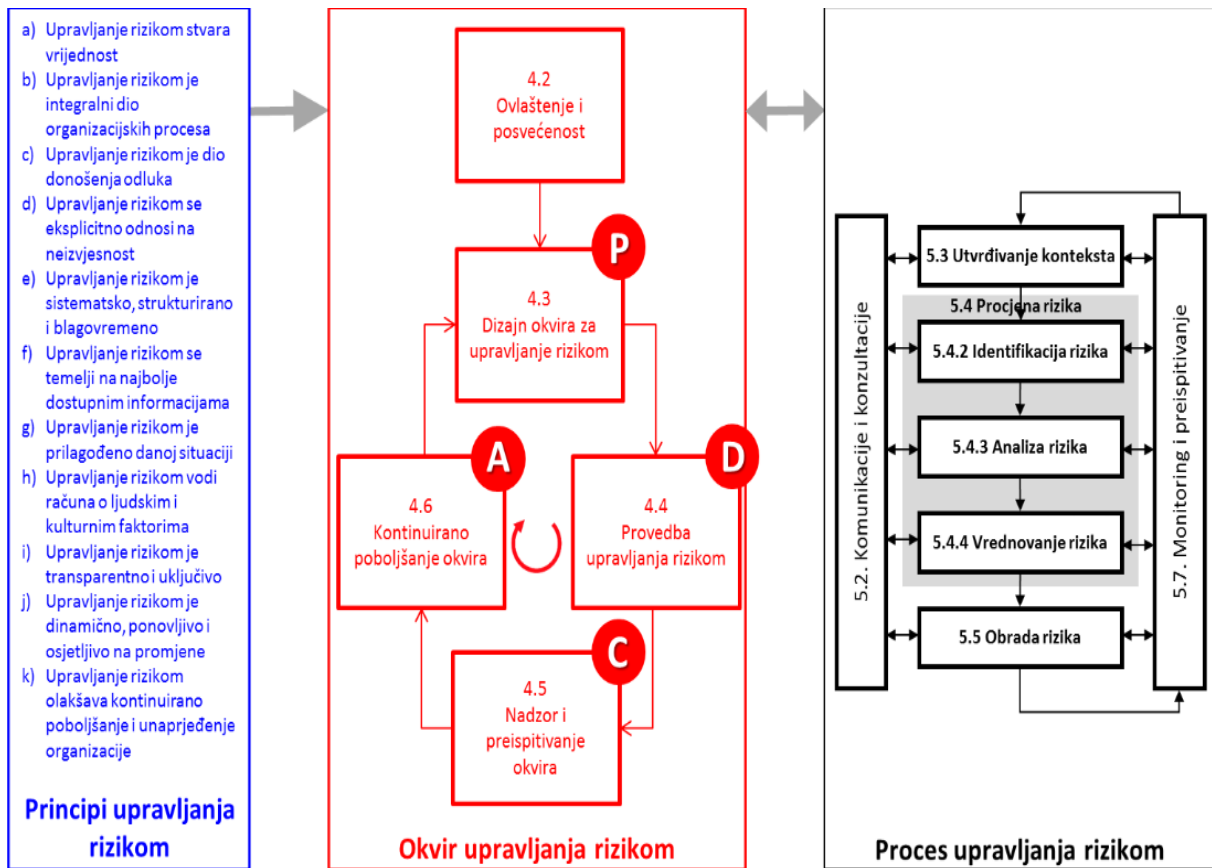 a) Upravljanje rizikom stvara
vrijednost
b) Upravljanje rizikom je
integralni dio
organizacijskih procesa
c) Upravljanje rizikom je dio
donošenja odluka
d) Upravljanje rizikom se
eksplicitno odnosi na
neizvjesnost
e) Upravljanje rizikom je
sistematsko, strukturirano
i blagovremeno
f) Upravljanje rizikom se
temelji na najbolje
dostupnim informacijama
g) Upravljanje rizikom je
prilagođeno danoj situaciji
h) Upravljanje rizikom vodi
računa o ljudskim i
kulturnim faktorima
i) Upravljanje rizikom je
transparentno i uključivo
j) Upravljanje rizikom je
dinamično, ponovljivo i
osjetljivo na promjene
k) Upravljanje rizikom
olakšava kontinuirano
poboljšanje i unaprjeđenje
organizacije
Principi upravljanja
rizikom
4.2
Ovlaštenje i
posvećenost
P
4.3
Dizajn okvira za
upravljanje rizikom
A
4.6
Kontinuirano
poboljšanje okvira
D
4.4
Provedba
upravljanja rizikom
C
4.5
Nadzor i
preispitivanje
okvira
Okvir upravljanja rizikom
5.2. Komunikacije i konzultacije
5.3 Utvrđivanje konteksta
5.4 Procjena rizika
5.4.2 Identifikacija rizika
5.4.3 Analiza rizika
5.4.4 Vrednovanje rizika
5.5 Obrada rizika
5.7. Monitoring i preispitivanje
Proces upravljanja rizikom